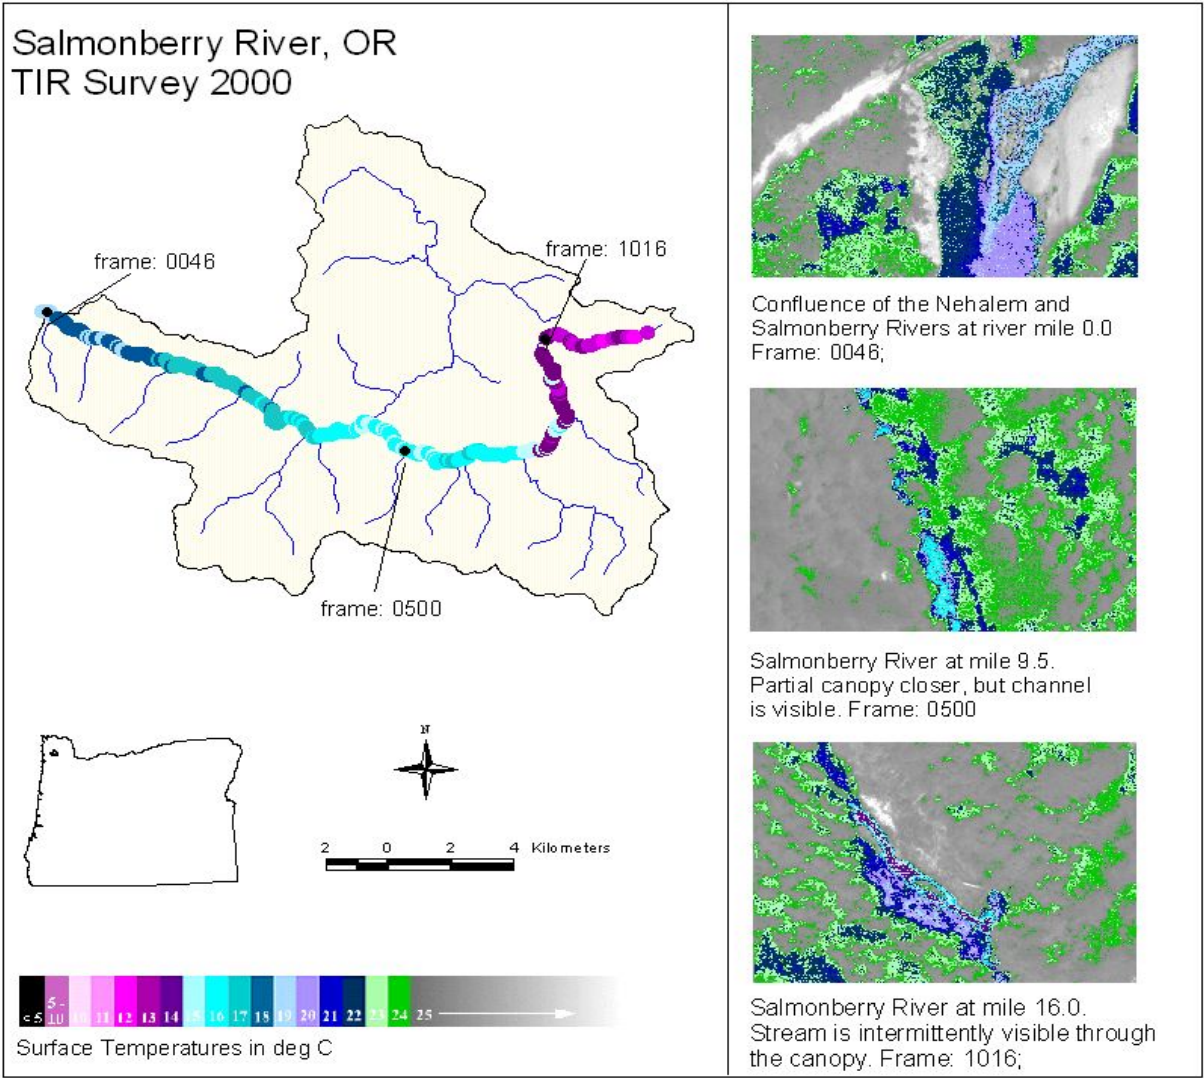 Salmonberry River, OR
TIR Survey 2000
frame: 0046
frame: 1016
frame: 0500
N
2 0 2 4 Kilometers
<5 5-10 10 11 12 13 14 15 16 17 18 19 20 21 22 23 24 25
Surface Temperatures in deg C
Confluence of the Nehalem and
Salmonberry Rivers at river mile 0.0
Frame: 0046;
Salmonberry River at mile 9.5.
Partial canopy closer, but channel
is visible. Frame: 0500
Salmonberry River at mile 16.0.
Stream is intermittently visible through
the canopy. Frame: 1016;